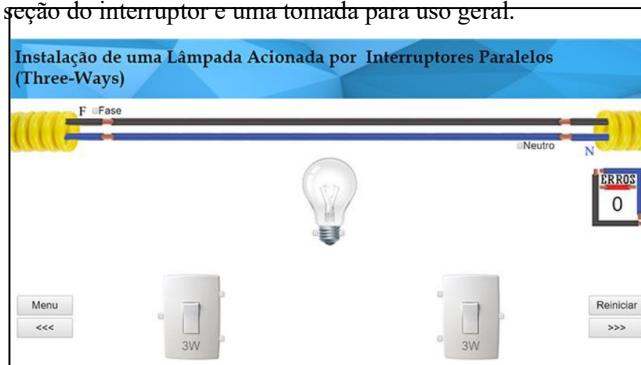 seção do interruptor e uma tomada para uso geral.
Instalação de uma Lâmpada Acionada por Interruptores Paralelos
(Three-Ways)
F Fase
Neutro N
ERROS
0
Menu
<<<
3W
3W
Reiniciar
>>>